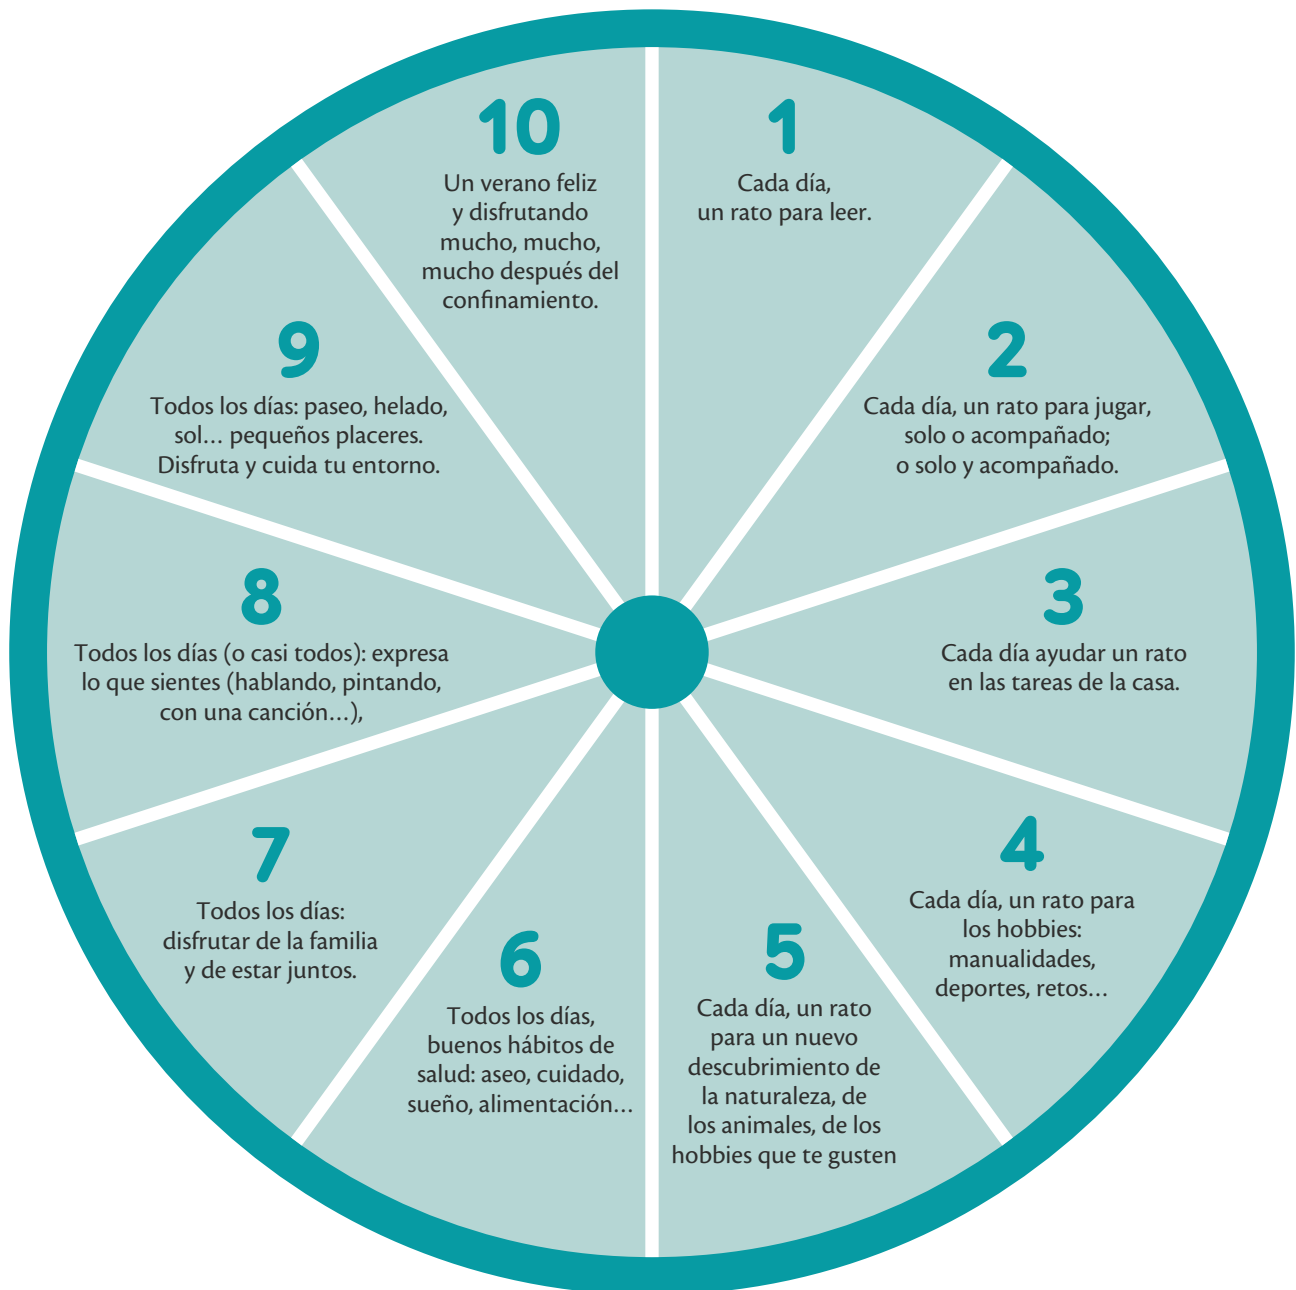 1
Cada día,
un rato para leer.
2
Cada día, un rato para jugar,
solo o acompañado;
o solo y acompañado.
3
Cada día ayudar un rato
en las tareas de la casa.
4
Cada día, un rato para
los hobbies:
manualidades,
deportes, retos...
5
Cada día, un rato
para un nuevo
descubrimiento de
la naturaleza, de
los animales, de los
hobbies que te gusten
6
Todos los días,
buenos hábitos de
salud: aseo, cuidado,
sueño, alimentación...
7
Todos los días:
disfrutar de la familia
y de estar juntos.
8
Todos los días (o casi todos): expresa
lo que sientes (hablando, pintando,
con una canción...),
9
Todos los días: paseo, helado,
sol... pequeños placeres.
Disfruta y cuida tu entorno.
10
Un verano feliz
y disfrutando
mucho, mucho,
mucho después del
confinamiento.